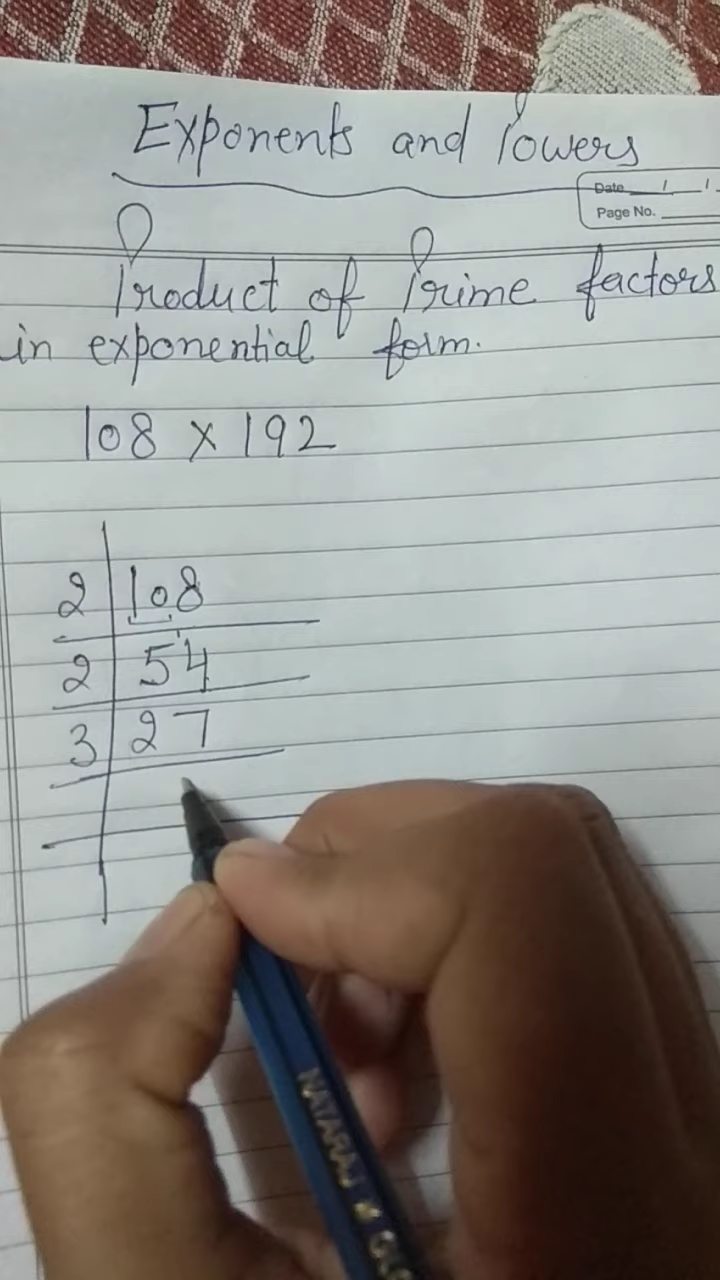 Exponents and Powers
Date / /
Page No.
Product of Prime factors
in exponential form.
108 × 192
2 108
2 54
3 27
NATARAJ